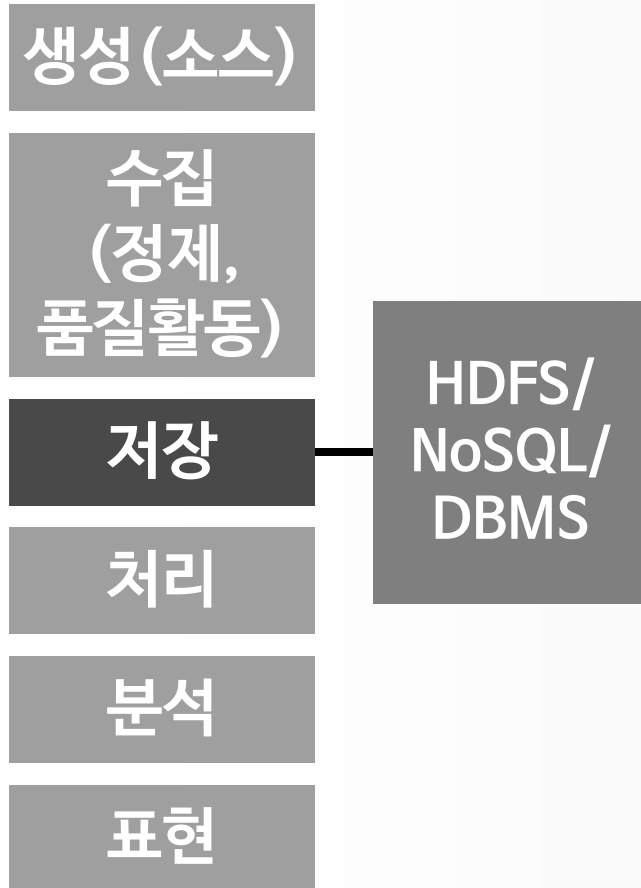 생성(소스)
수집
(정제,
품질활동)
저장
HDFS/
NoSQL/
DBMS
처리
분석
표현